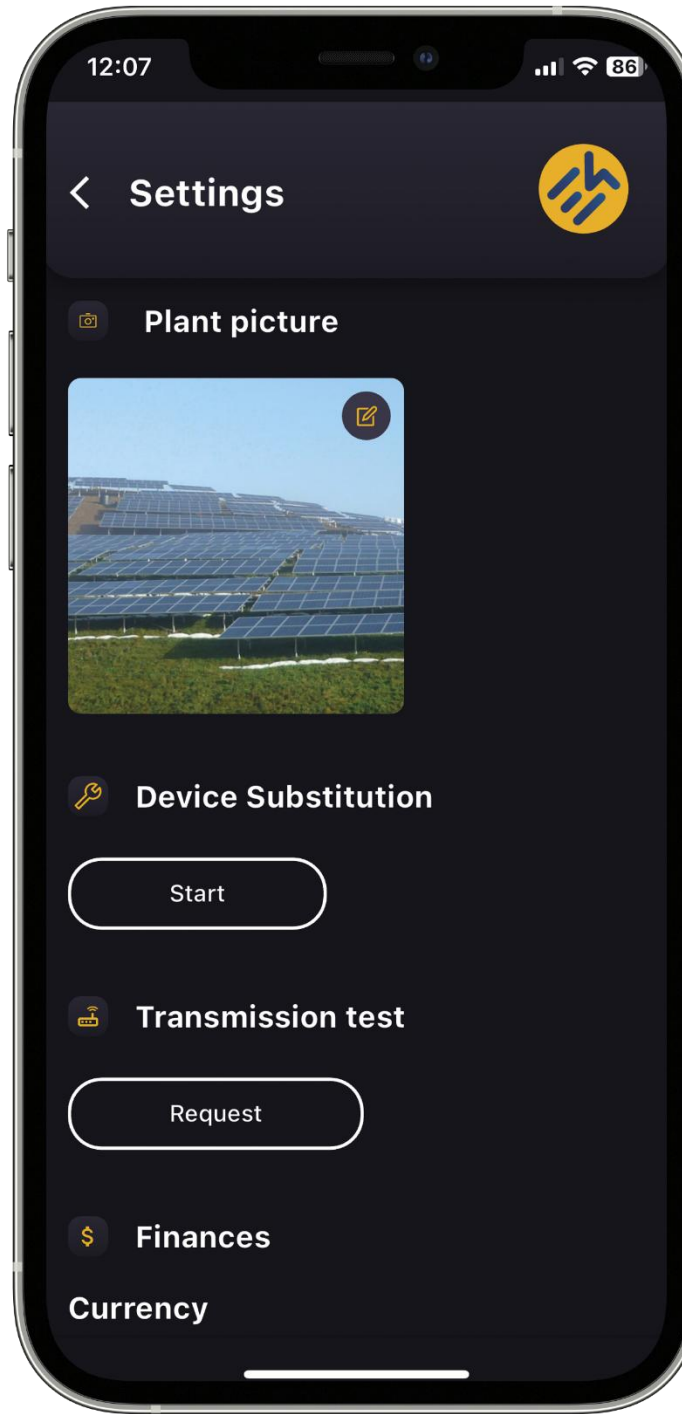 12:07
86
Settings
Plant picture
Device Substitution
Start
Transmission test
Request
$ Finances
Currency